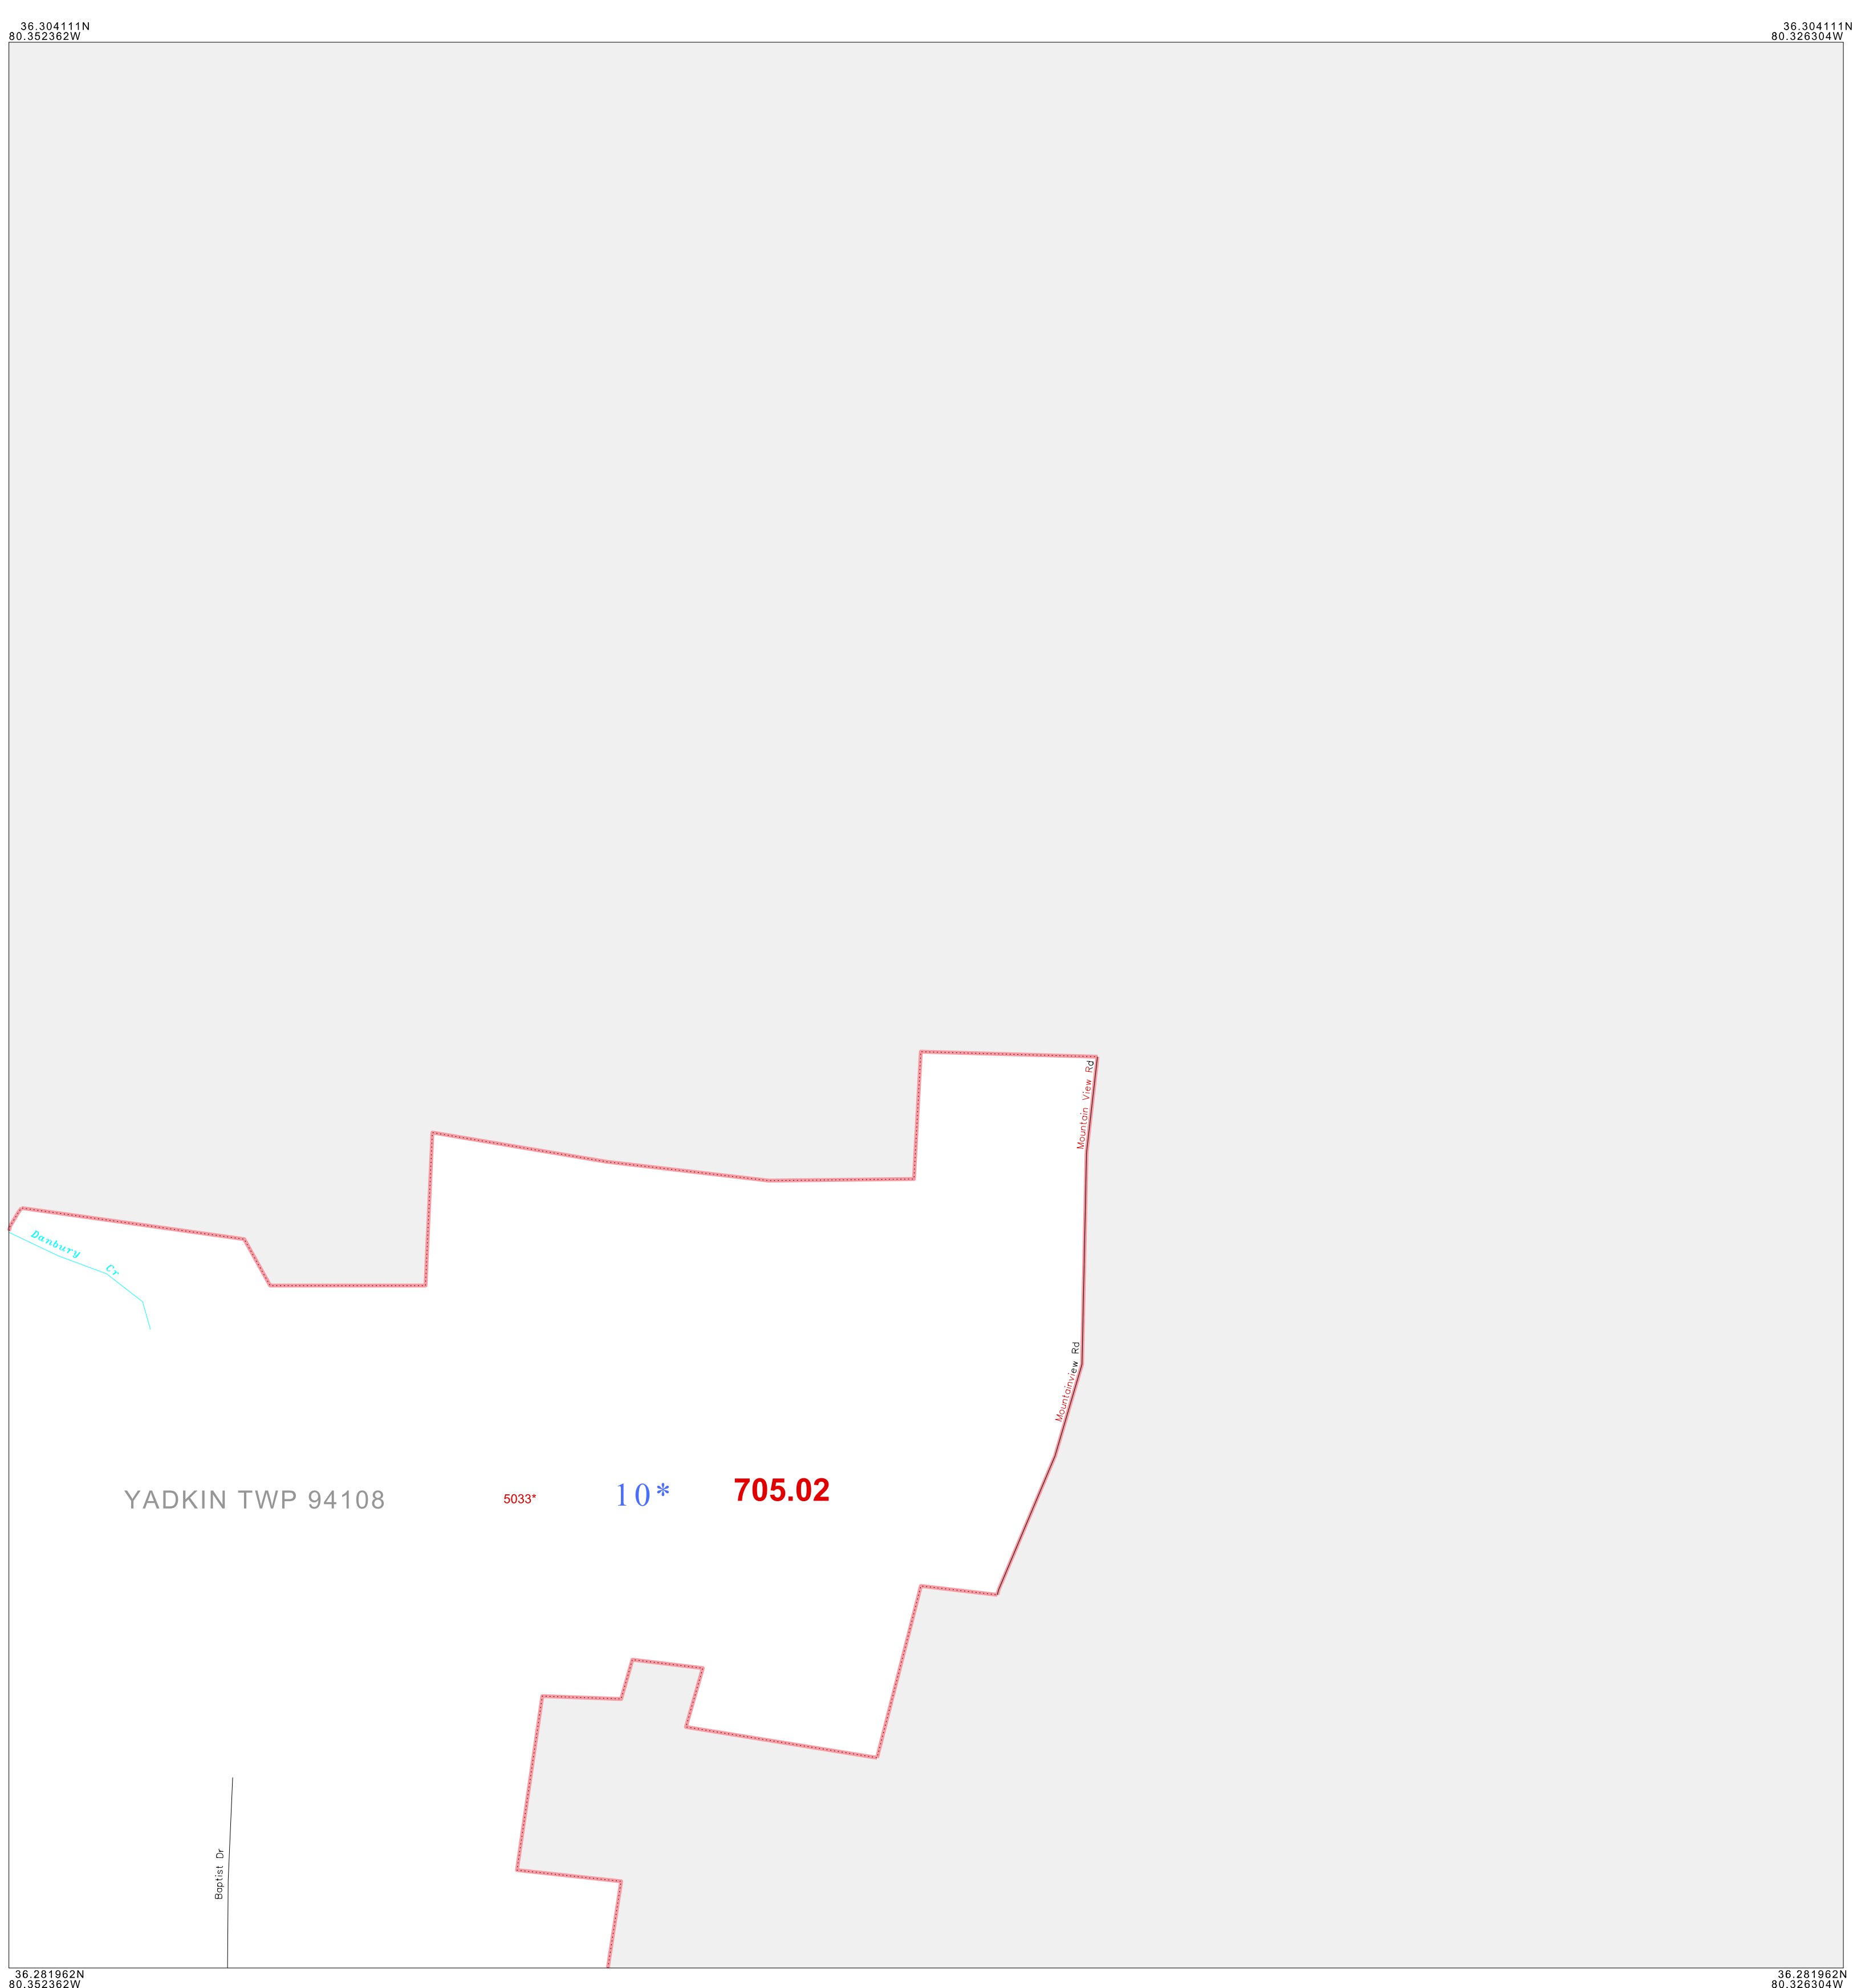 36.304111N
80.352362W
36.304111N
80.326304W
Mountain View Rd
Danbury Cr
Mountainview Rd
YADKIN TWP 94108
5033*
10*
705.02
Baptist Dr
36.281962N
80.352362W
36.281962N
80.326304W